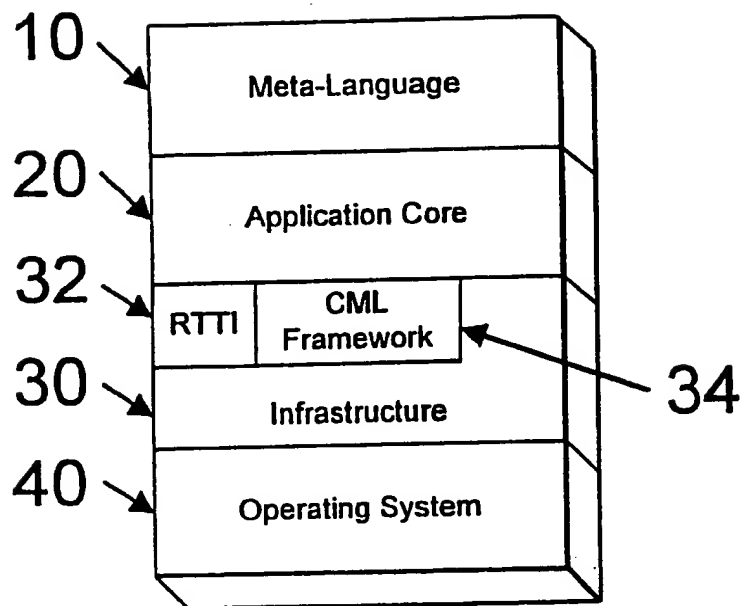 10
Meta-Language
20
Application Core
32
RTTI
CML
Framework
34
30
Infrastructure
40
Operating System